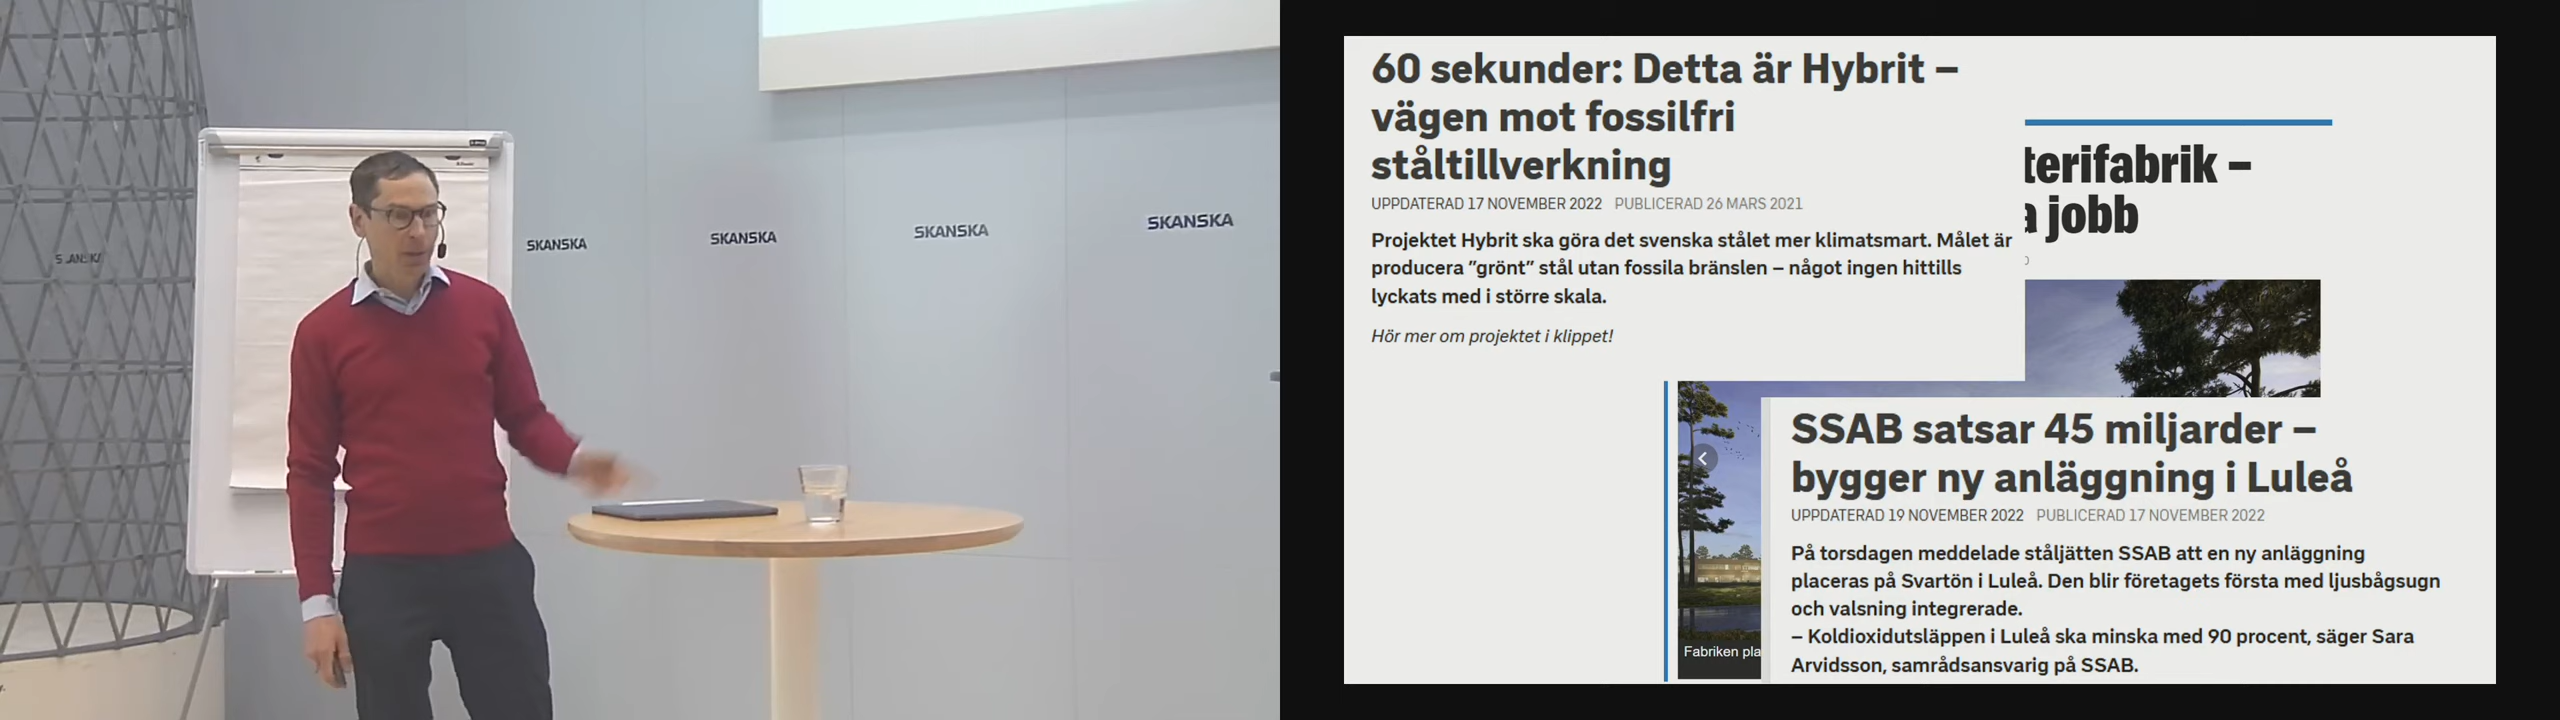 SKANSKA
SKANSKA
SKANSKA
SKANSKA
60 sekunder: Detta är Hybrit –
vägen mot fossilfri
ståltillverkning
UPPDATERAD 17 NOVEMBER 2022 PUBLICERAD 26 MARS 2021
Projektet Hybrit ska göra det svenska stålet mer klimatsmart. Målet är
producera ”grönt” stål utan fossila bränslen – något ingen hittills
lyckats med i större skala.
Hör mer om projektet i klippet!
terifabrik –
a jobb
Fabriken pla
SSAB satsar 45 miljarder –
bygger ny anläggning i Luleå
UPPDATERAD 19 NOVEMBER 2022 PUBLICERAD 17 NOVEMBER 2022
På torsdagen meddelade ståljätten SSAB att en ny anläggning
placeras på Svartön i Luleå. Den blir företagets första med ljusbågsugn
och valsning integrerade.
– Koldioxidutsläppen i Luleå ska minska med 90 procent, säger Sara
Arvidsson, samrådsansvarig på SSAB.